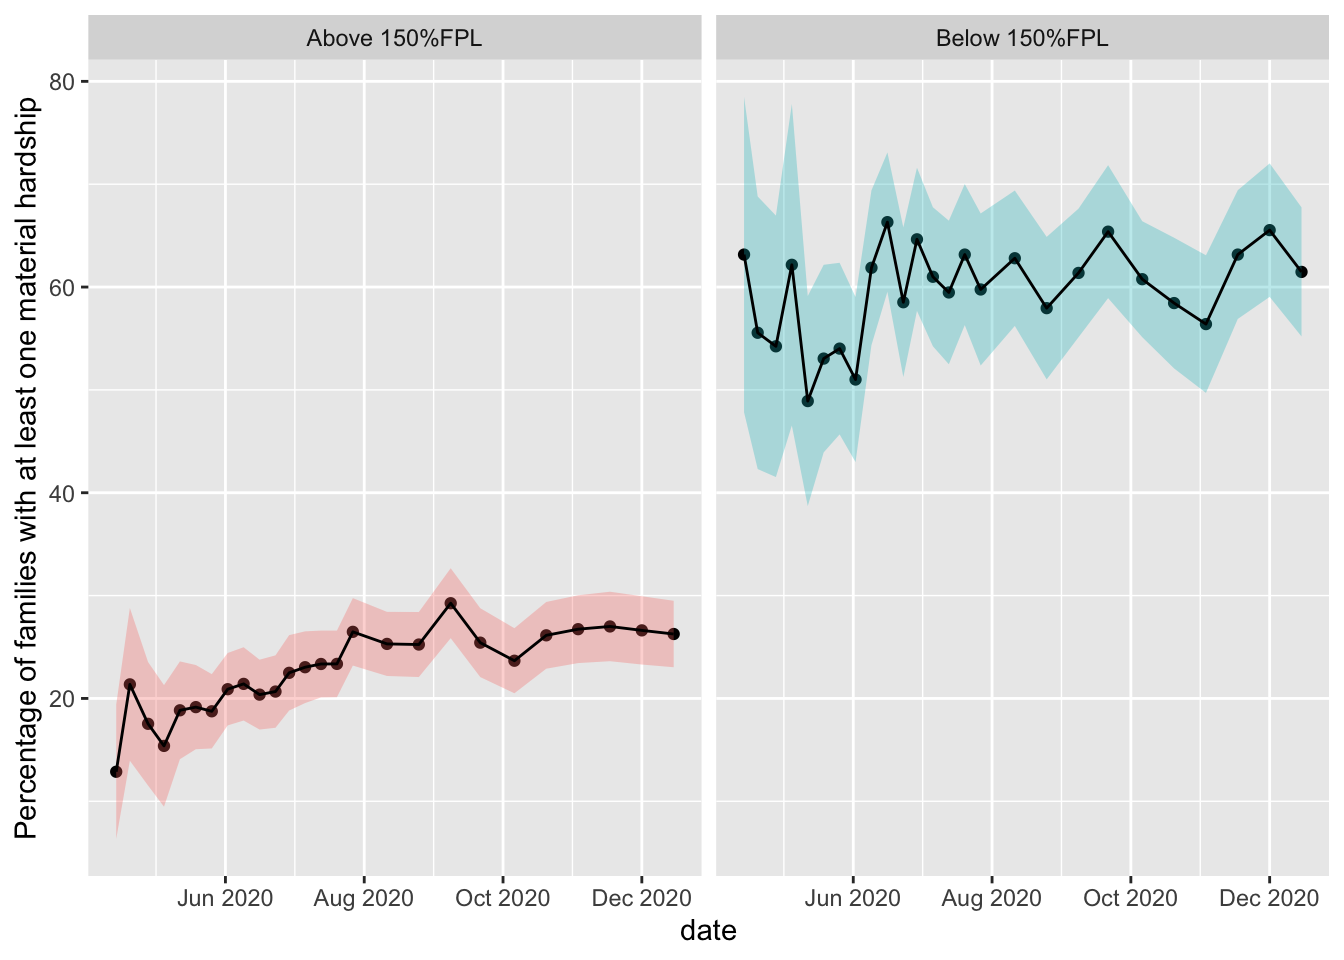 Above 150%FPL
Below 150%FPL
Percentage of families with at least one material hardship
80
60
40
20
Jun 2020
Aug 2020
Oct 2020
Dec 2020
Jun 2020
Aug 2020
Oct 2020
Dec 2020
date